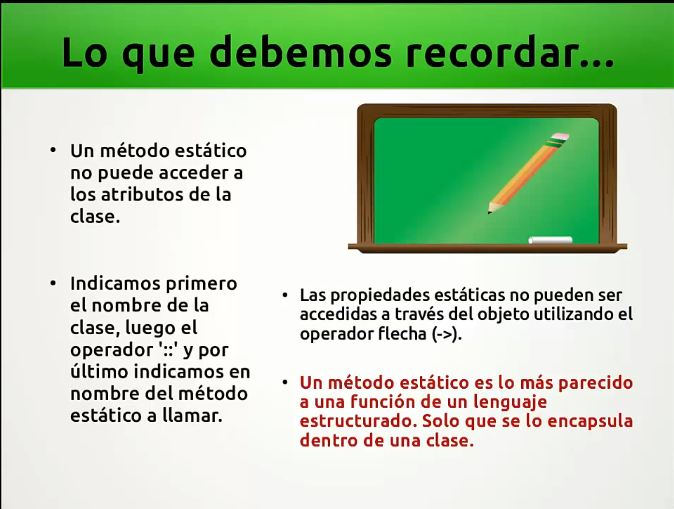 Lo que debemos recordar...
• Un método estático
no puede acceder a
los atributos de la
clase.
• Indicamos primero
el nombre de la
clase, luego el
operador '::' y por
último indicamos en
nombre del método
estático a llamar.
• Las propiedades estáticas no pueden ser
accedidas a través del objeto utilizando el
operador flecha (->).
• Un método estático es lo más parecido
a una función de un lenguaje
estructurado. Solo que se lo encapsula
dentro de una clase.